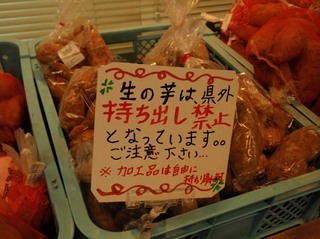 生の芋は、県外
持ち出し禁止
となっています。。
ご注意下さい…
※加工品は自由に